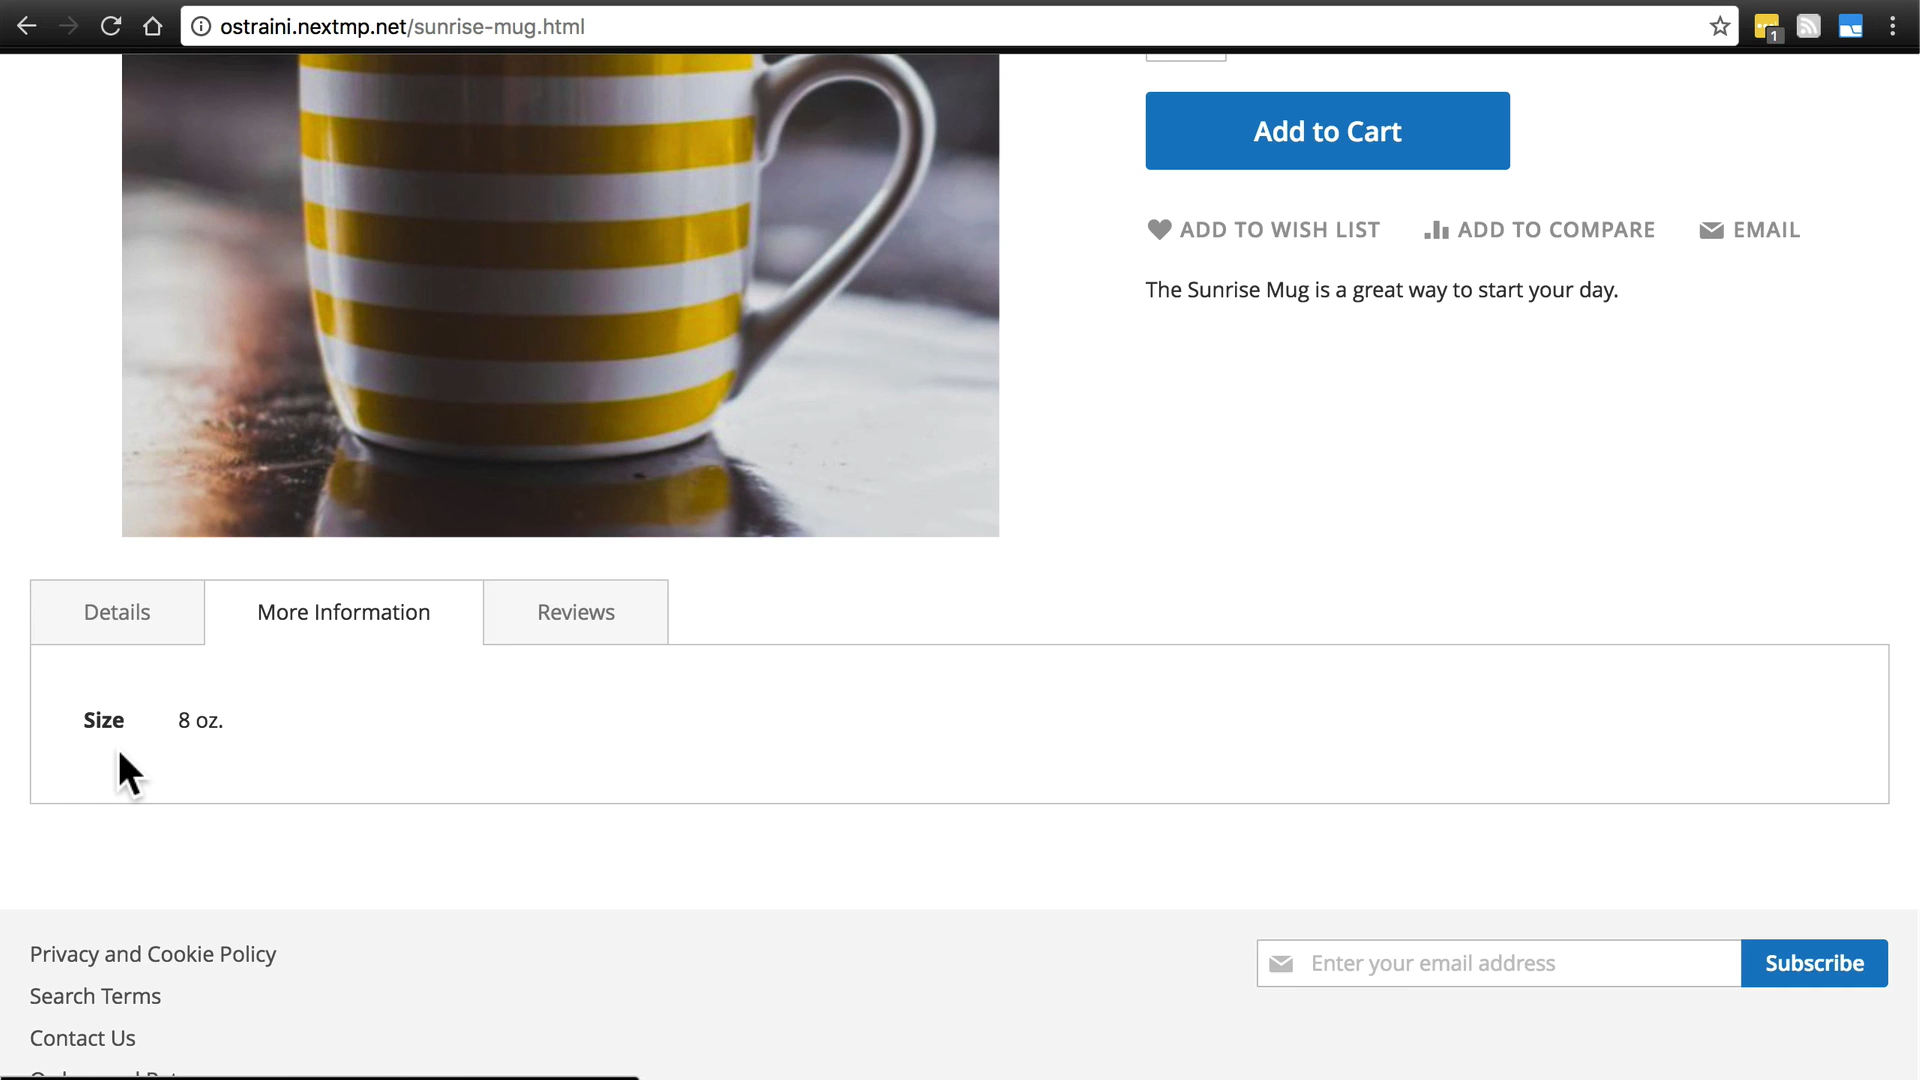 ostraini.nextmp.net/sunrise-mug.html
1
Add to Cart
ADD TO WISH LIST ADD TO COMPARE EMAIL
The Sunrise Mug is a great way to start your day.
Details More Information Reviews
Size 8 oz.
Privacy and Cookie Policy
Enter your email address Subscribe
Search Terms
Contact Us